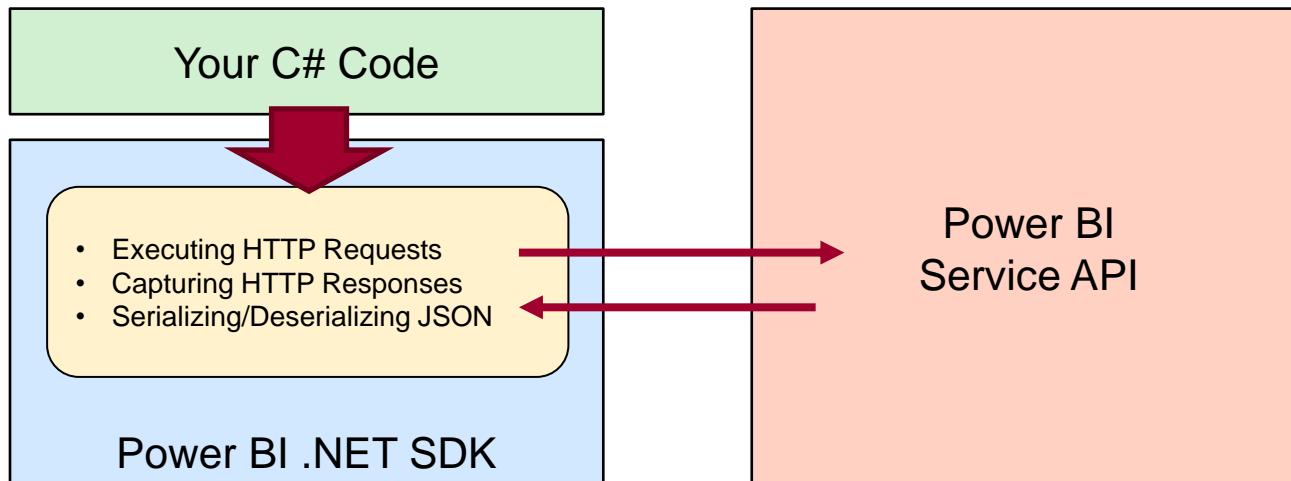 Your C# Code
• Executing HTTP Requests
• Capturing HTTP Responses
• Serializing/Deserializing JSON
Power BI .NET SDK
Power BI
Service API